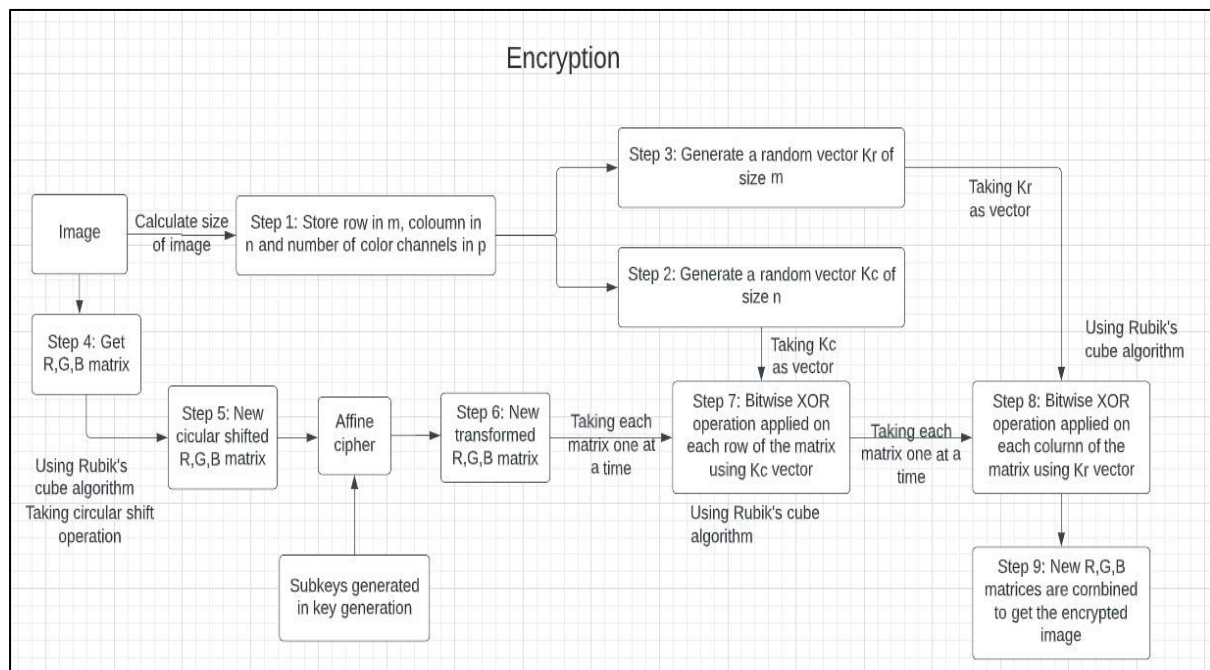 Encryption
Step 3: Generate a random vector Kr of
size m
Taking Kr
as vector
Image
Calculate size
of image
Step 1: Store row in m, coloumn in
n and number of color channels in p
Step 2: Generate a random vector Kc of
size n
Step 4: Get
R,G,B matrix
Taking Kc
as vector
Using Rubik's
cube algorithm
Step 5: New
cicular shifted
R,G,B matrix
Affine
cipher
Step 6: New
transformed
R,G,B matrix
Taking each
matrix one at
a time
Step 7: Bitwise XOR
operation applied on
each row of the matrix
using Kc vector
Taking each
matrix one at a
time
Step 8: Bitwise XOR
operation applied on
each column of the
matrix using Kr vector
Using Rubik's
cube algorithm
Taking circular shift
operation
Using Rubik's cube
algorithm
Subkeys generated
in key generation
Step 9: New R,G,B
matrices are combined
to get the encrypted
image